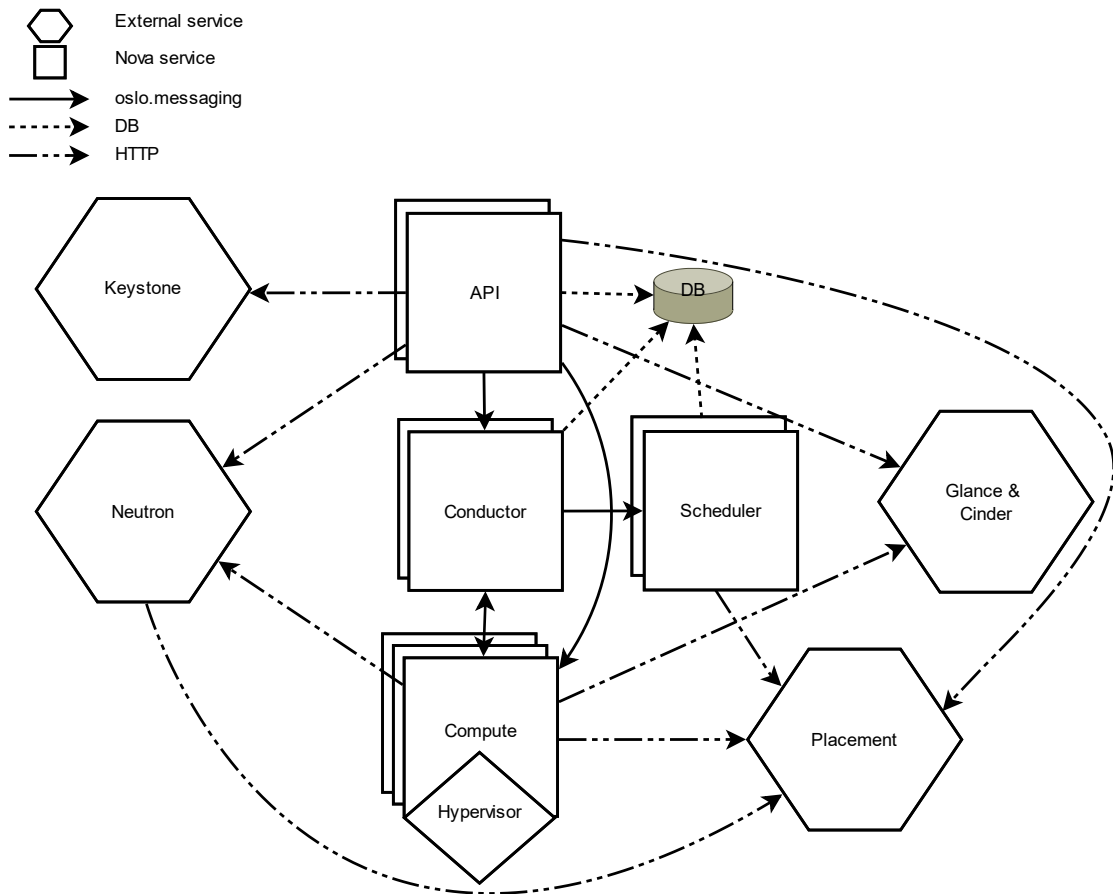 External service
Nova service
oslo.messaging
DB
HTTP
Keystone
API
DB
Neutron
Conductor
Scheduler
Glance &
Cinder
Compute
Placement
Hypervisor